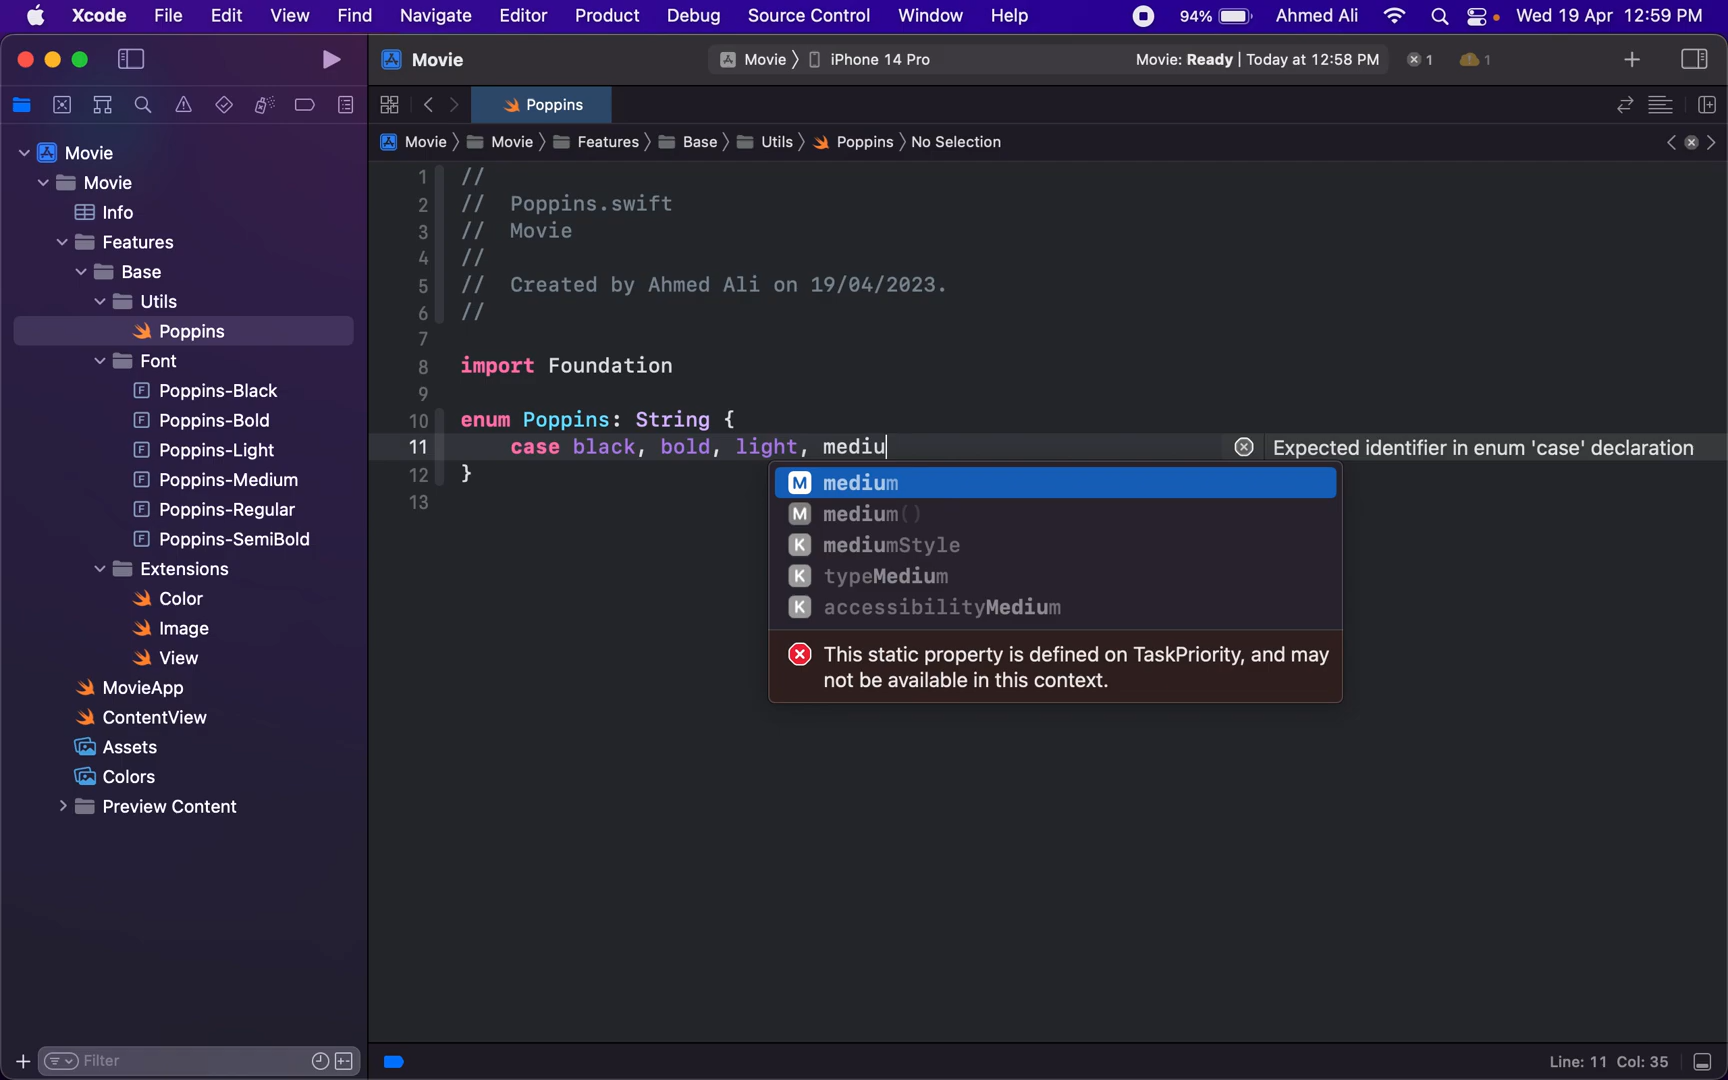 Xcode File Edit View Find Navigate Editor Product Debug Source Control Window Help 94% Ahmed Ali Wed 19 Apr 12:59 PM
Movie Movie 〉 iPhone 14 Pro Movie: Ready | Today at 12:58 PM 1 1
Poppins
Movie 〉 Movie 〉 Features 〉 Base 〉 Utils 〉 Poppins 〉 No Selection
Movie
Movie
Info
Features
Base
Utils
Poppins
Font
Poppins-Black
Poppins-Bold
Poppins-Light
Poppins-Medium
Poppins-Regular
Poppins-SemiBold
Extensions
Color
Image
View
MovieApp
ContentView
Assets
Colors
Preview Content
Filter
1 //
2 // Poppins.swift
3 // Movie
4 //
5 // Created by Ahmed Ali on 19/04/2023.
6 //
7
8 import Foundation
9
10 enum Poppins: String {
11 case black, bold, light, mediu Expected identifier in enum 'case' declaration
12 }
13
M medium
M medium()
K mediumStyle
K typeMedium
K accessibilityMedium
This static property is defined on TaskPriority, and may
not be available in this context.
Line: 11 Col: 35